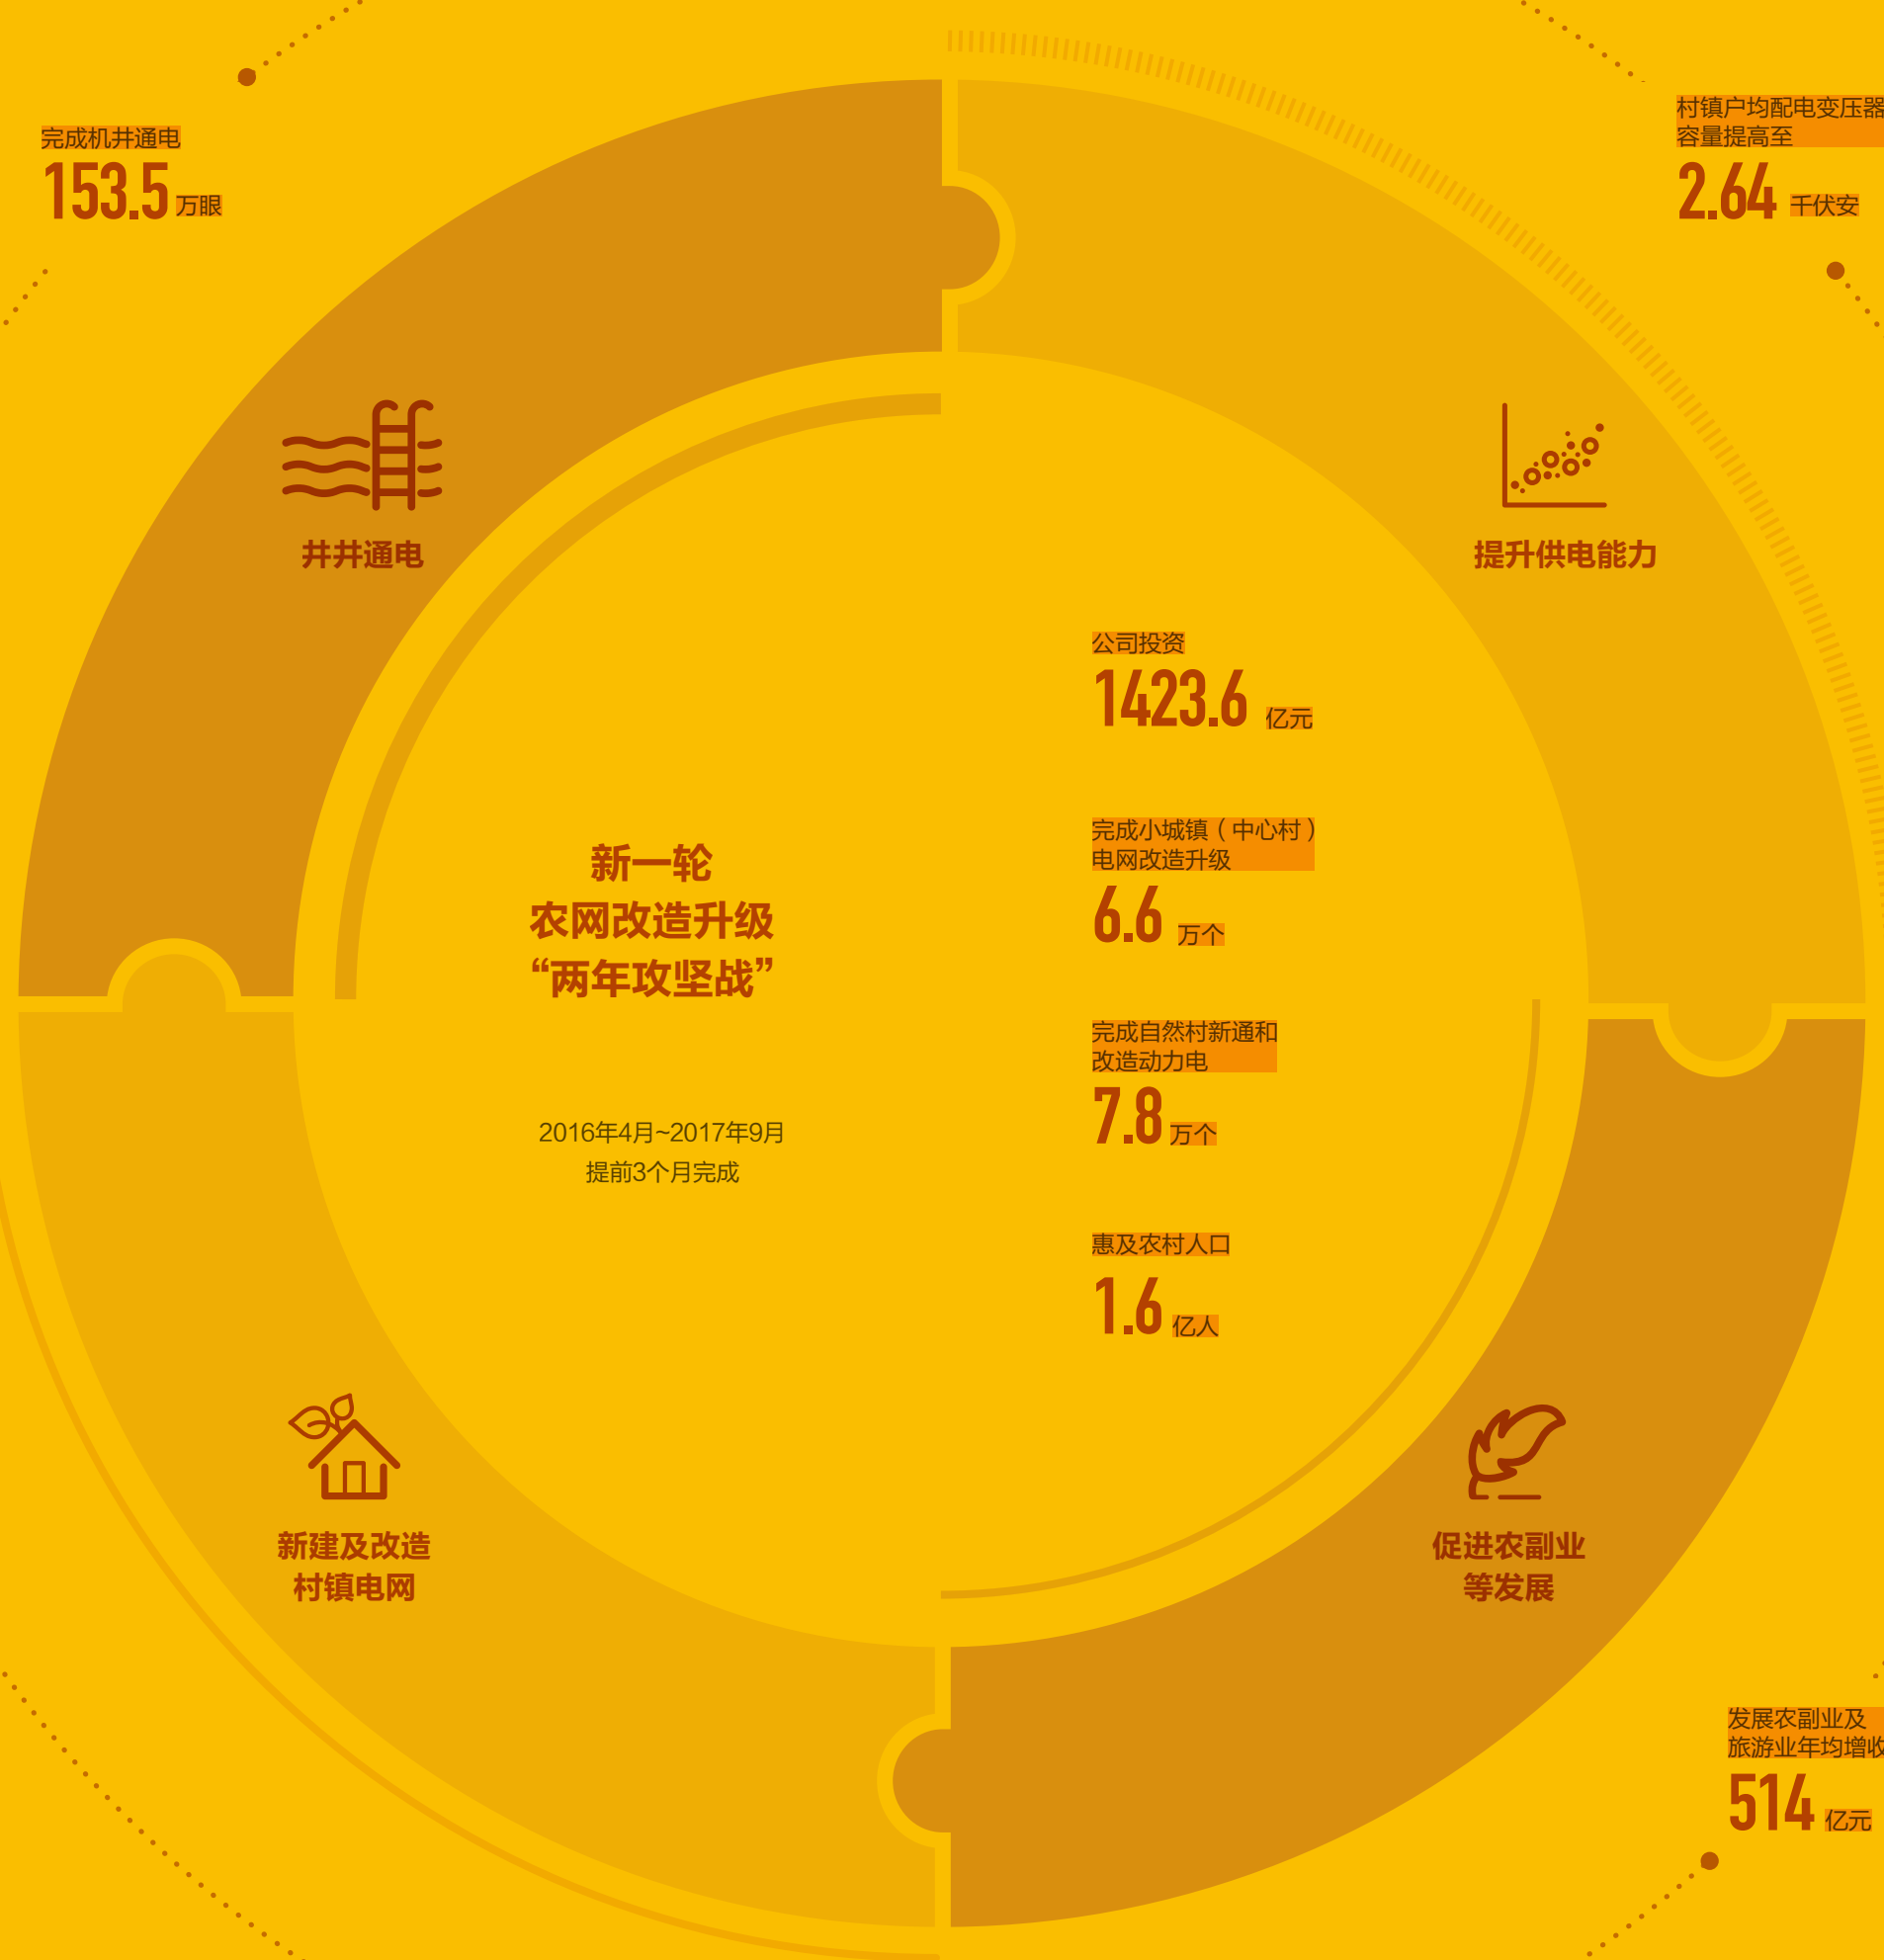 完成机井通电
153.5 万眼
村镇户均配电变压器
容量提高至
2.64 千伏安
井井通电
提升供电能力
新一轮
农网改造升级
“两年攻坚战”
2016年4月~2017年9月
提前3个月完成
公司投资
1423.6 亿元
完成小城镇（中心村）
电网改造升级
6.6 万个
完成自然村新通和
改造动力电
7.8 万个
惠及农村人口
1.6 亿人
新建及改造
村镇电网
促进农副业
等发展
发展农副业及
旅游业年均增收
514 亿元